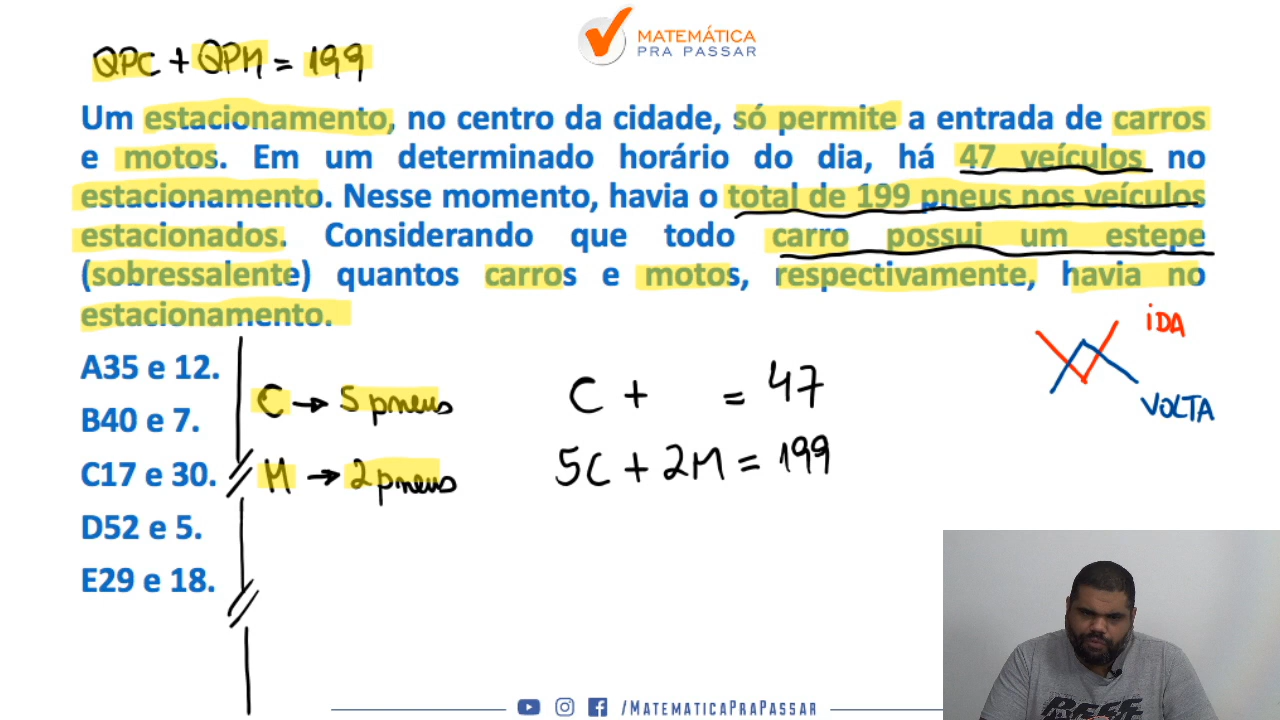 MATEMÁTICA
PRA PASSAR
QPC + QPM = 199
Um estacionamento, no centro da cidade, só permite a entrada de carros
e motos. Em um determinado horário do dia, há 47 veículos no
estacionamento. Nesse momento, havia o total de 199 pneus nos veículos
estacionados. Considerando que todo carro possui um estepe
(sobressalente) quantos carros e motos, respectivamente, havia no
estacionamento.
A35 e 12.
B40 e 7.
C17 e 30.
D52 e 5.
E29 e 18.
C → 5 pneus
M → 2 pneus
C + = 47
5C + 2M = 199
iDA
VOLTA
/MATEMATICAPRAPASSAR